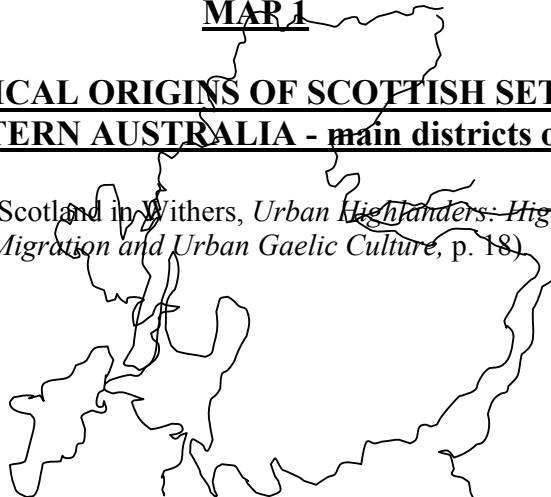 MAP 1
ICAL ORIGINS OF SCOTTISH SET
TERN AUSTRALIA - main districts o
Scotland in Withers, Urban Highlanders: Hig
Migration and Urban Gaelic Culture, p. 18).